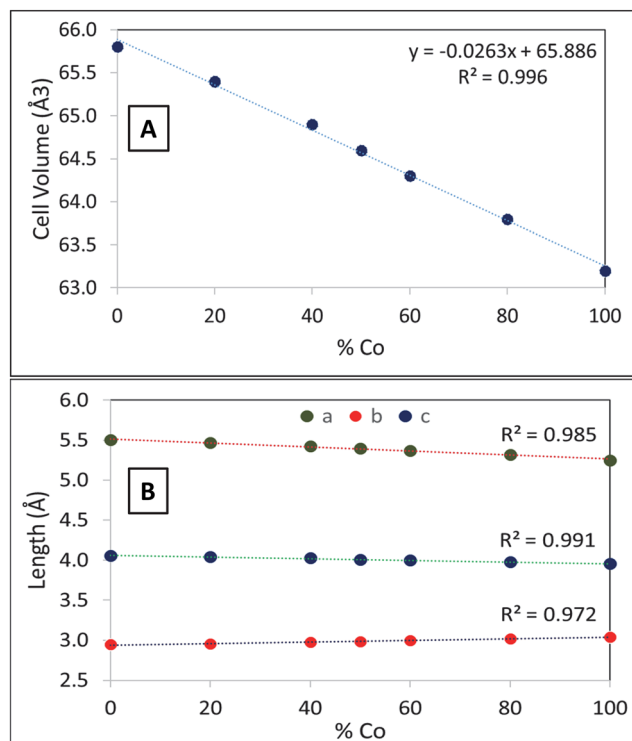 66.0
65.5
65.0
64.5
64.0
63.5
63.0
Cell Volume (Å3)
A
y = -0.0263x + 65.886
R² = 0.996
0 20 40 60 80 100
% Co
6.0
5.5
5.0
4.5
4.0
3.5
3.0
2.5
Length (Å)
B
a b c
R² = 0.985
R² = 0.991
R² = 0.972
0 20 40 60 80 100
% Co